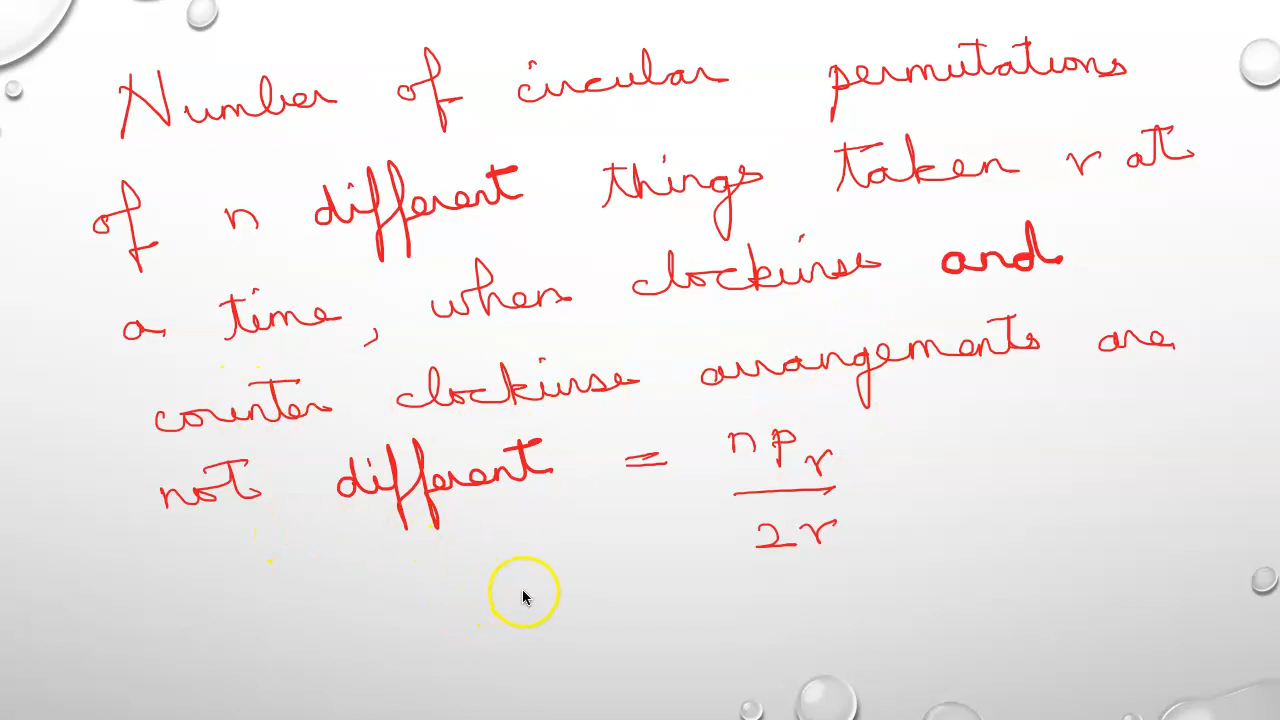 Number of circular permutations
of n different things taken r at
a time, when clockwise and
counter clockwise arrangements are
not different = nPr
2r